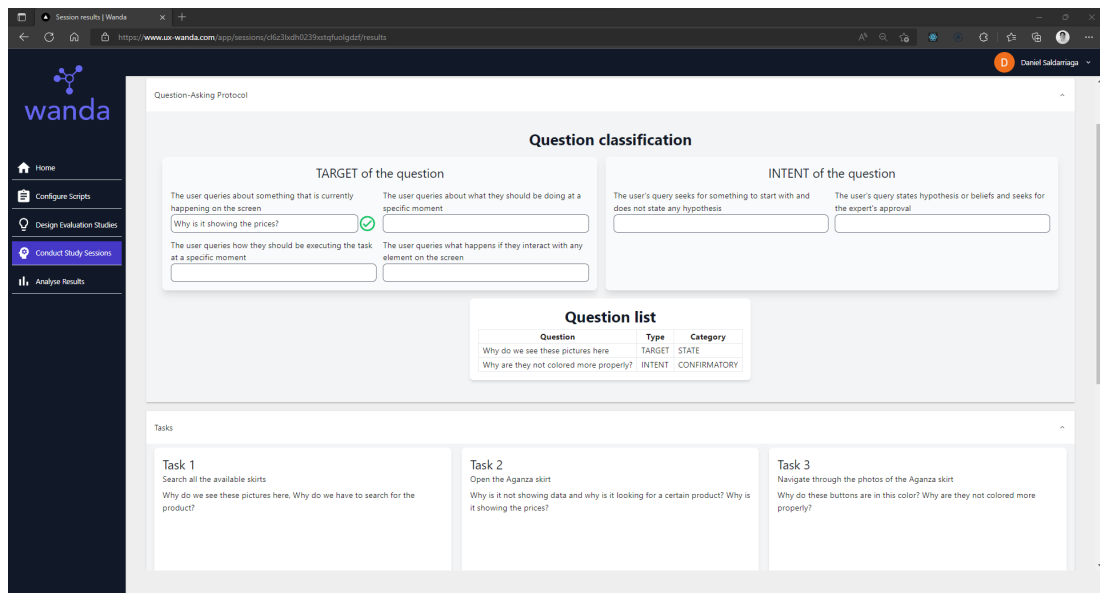 Session results | Wanda
https://www.ux-wanda.com/app/sessions/cl6z3lxdh0239xstqfuolgdzf/results
D
Daniel Saldarriaga
wanda
Home
Configure Scripts
Design Evaluation Studies
Conduct Study Sessions
Analyse Results
Question-Asking Protocol
Question classification
TARGET of the question
The user queries about something that is currently
happening on the screen
Why is it showing the prices?
The user queries about what they should be doing at a
specific moment
The user queries how they should be executing the task
at a specific moment
The user queries what happens if they interact with any
element on the screen
INTENT of the question
The user's query seeks for something to start with and
does not state any hypothesis
The user's query states hypothesis or beliefs and seeks for
the expert's approval
Question list
Question Type Category
Why do we see these pictures here TARGET STATE
Why are they not colored more properly? INTENT CONFIRMATORY
Tasks
Task 1
Search all the available skirts
Why do we see these pictures here. Why do we have to search for the
product?
Task 2
Open the Aganza skirt
Why is it not showing data and why is it looking for a certain product? Why is
it showing the prices?
Task 3
Navigate through the photos of the Aganza skirt
Why do these buttons are in this color? Why are they not colored more
properly?